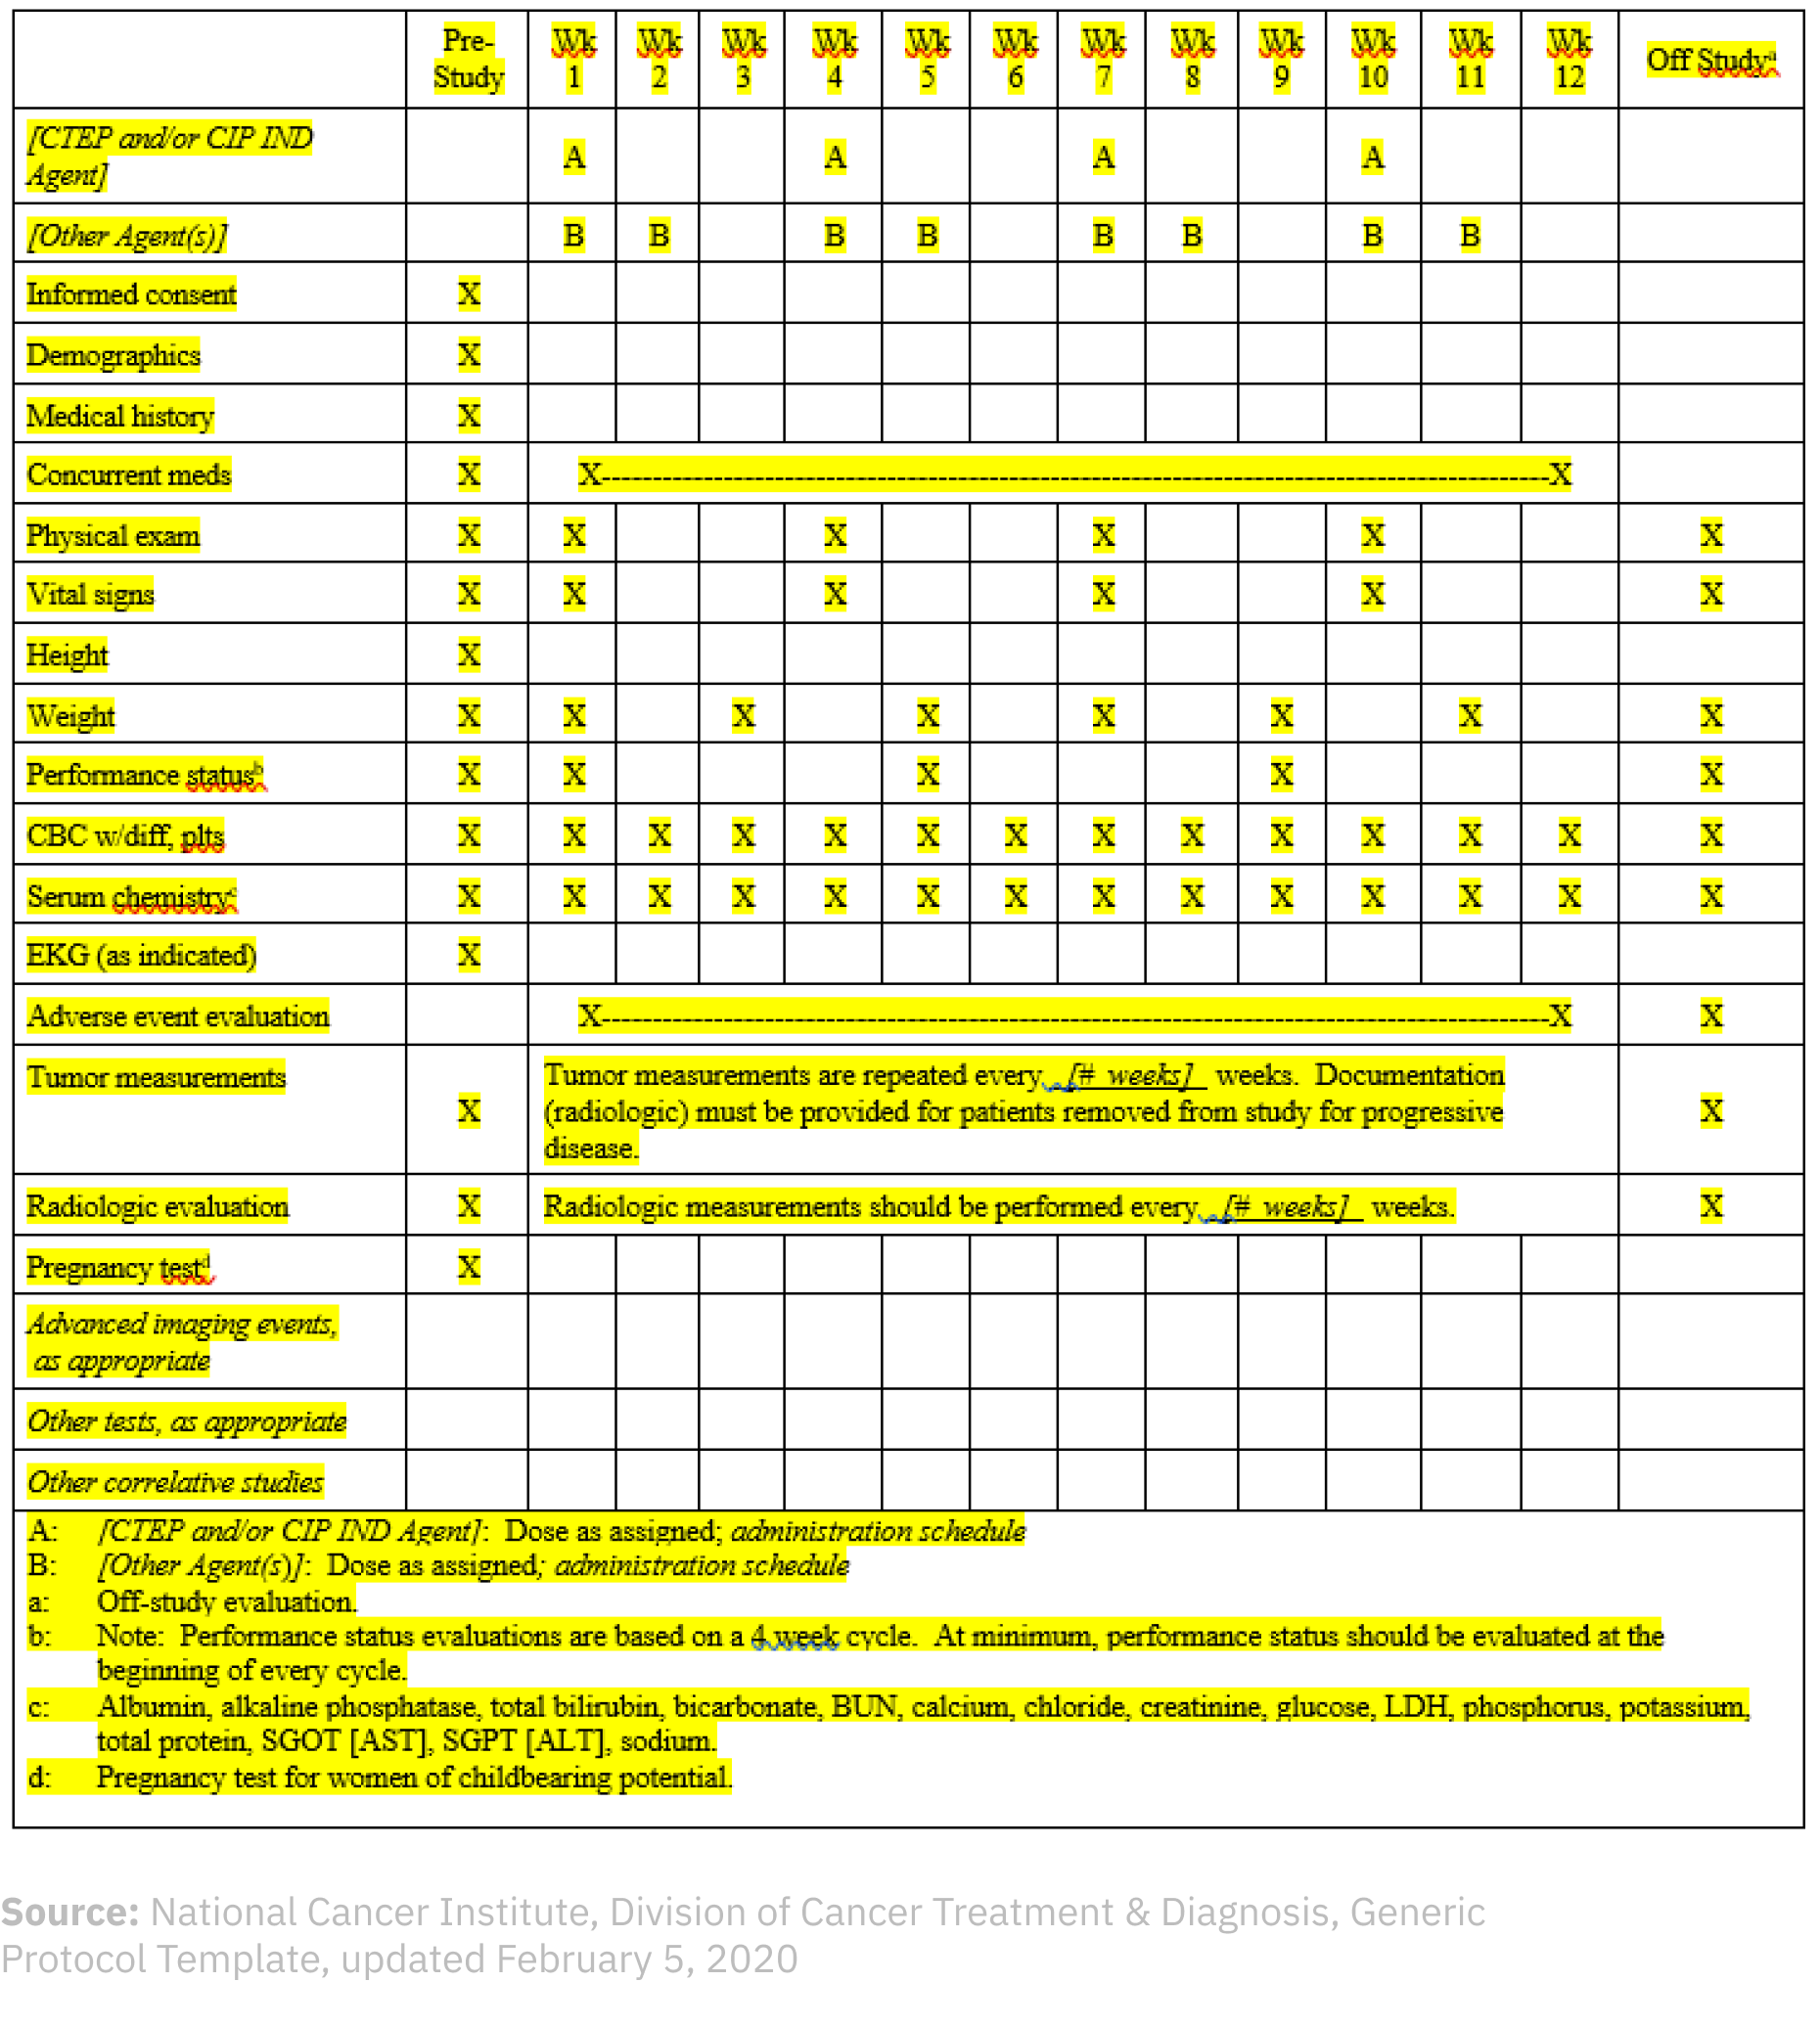 Pre-Study Wk 1 Wk 2 Wk 3 Wk 4 Wk 5 Wk 6 Wk 7 Wk 8 Wk 9 Wk 10 Wk 11 Wk 12 Off Studyᵃ
[CTEP and/or CIP IND
Agent] A A A A
[Other Agent(s)] B B B B B B B B
Informed consent X
Demographics X
Medical history X
Concurrent meds X X--------------------X
Physical exam X X X X X X
Vital signs X X X X X X
Height X
Weight X X X X X X X X
Performance statusᵇ X X X X X
CBC w/diff, plts X X X X X X X X X X X X X X
Serum chemistryᶜ X X X X X X X X X X X X X X
EKG (as indicated) X
Adverse event evaluation X--------------------X X
Tumor measurements X Tumor measurements are repeated every [# weeks] weeks. Documentation
(radiologic) must be provided for patients removed from study for progressive
disease. X
Radiologic evaluation X Radiologic measurements should be performed every [# weeks] weeks. X
Pregnancy testᵈ X
Advanced imaging events,
as appropriate
Other tests, as appropriate
Other correlative studies
A: [CTEP and/or CIP IND Agent]: Dose as assigned; administration schedule
B: [Other Agent(s)]: Dose as assigned; administration schedule
a: Off-study evaluation.
b: Note: Performance status evaluations are based on a 4 week cycle. At minimum, performance status should be evaluated at the
beginning of every cycle.
c: Albumin, alkaline phosphatase, total bilirubin, bicarbonate, BUN, calcium, chloride, creatinine, glucose, LDH, phosphorus, potassium,
total protein, SGOT [AST], SGPT [ALT], sodium.
d: Pregnancy test for women of childbearing potential.
Source: National Cancer Institute, Division of Cancer Treatment & Diagnosis, Generic
Protocol Template, updated February 5, 2020